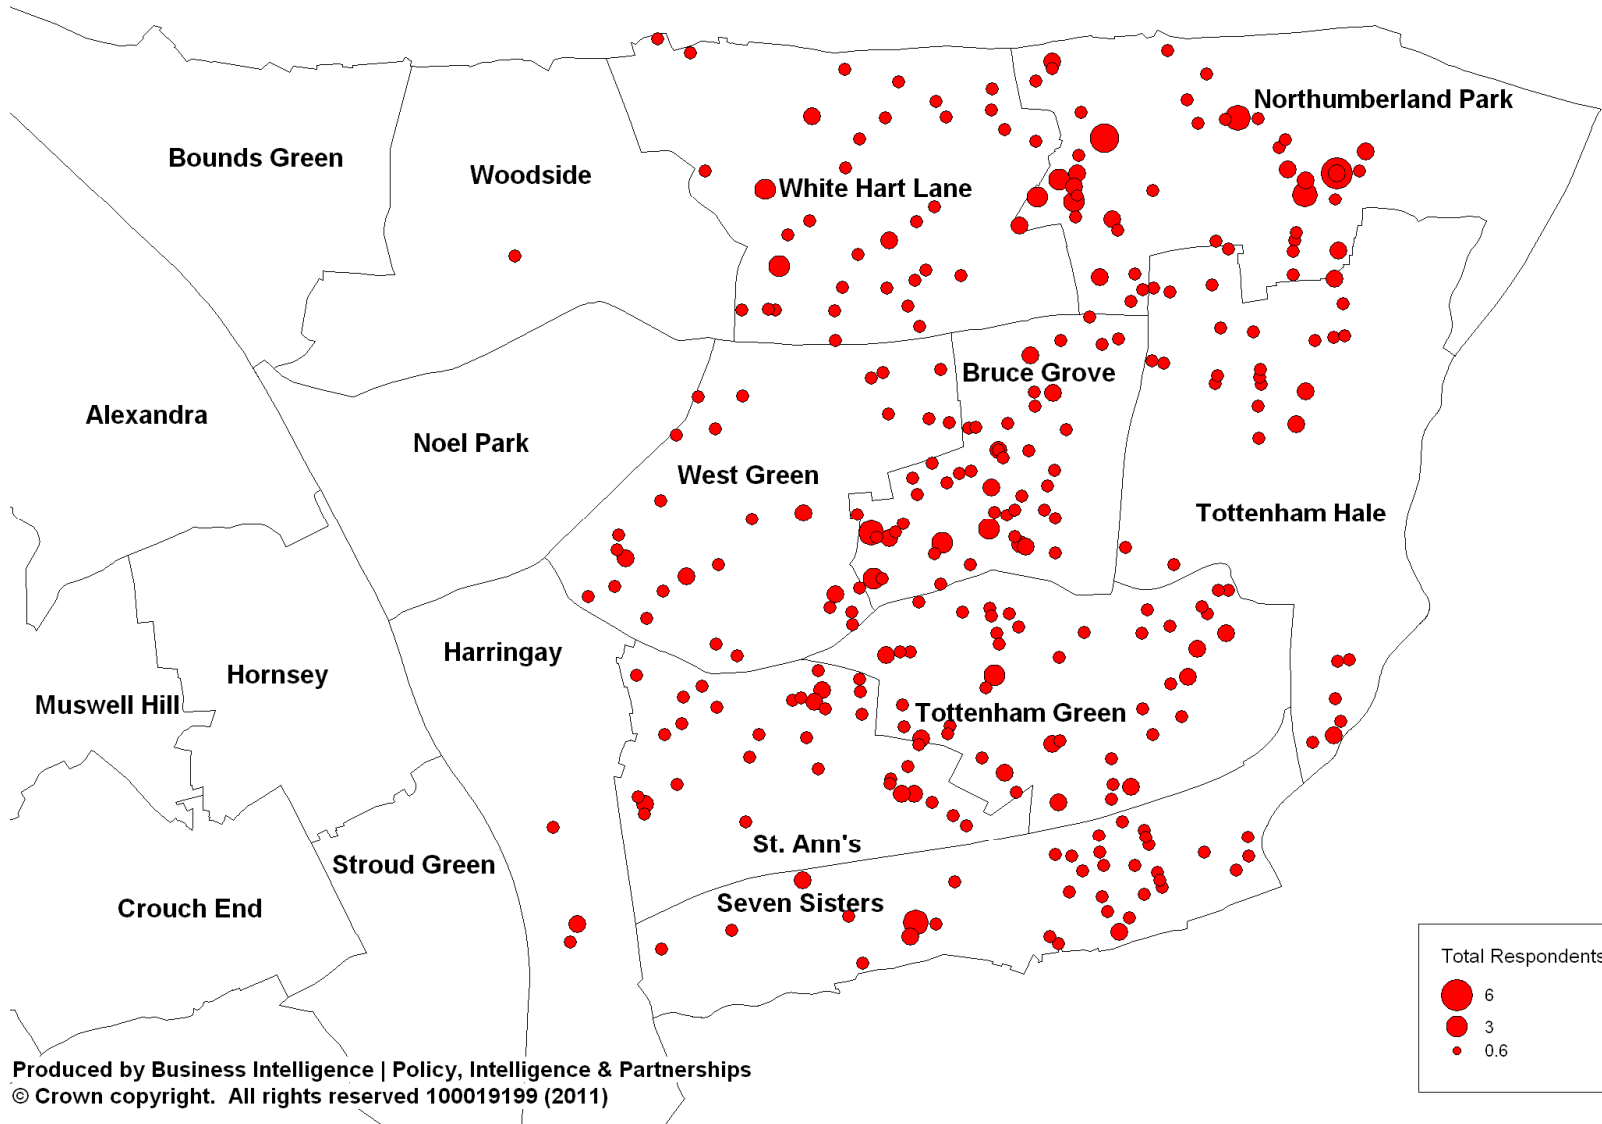 Northumberland Park
Bounds Green
Woodside
White Hart Lane
Bruce Grove
Alexandra
Noel Park
West Green
Tottenham Hale
Harringay
Hornsey
Muswell Hill
Tottenham Green
St. Ann's
Stroud Green
Seven Sisters
Crouch End
Total Respondents
6
3
0.6
Produced by Business Intelligence | Policy, Intelligence & Partnerships
© Crown copyright.  All rights reserved 100019199 (2011)